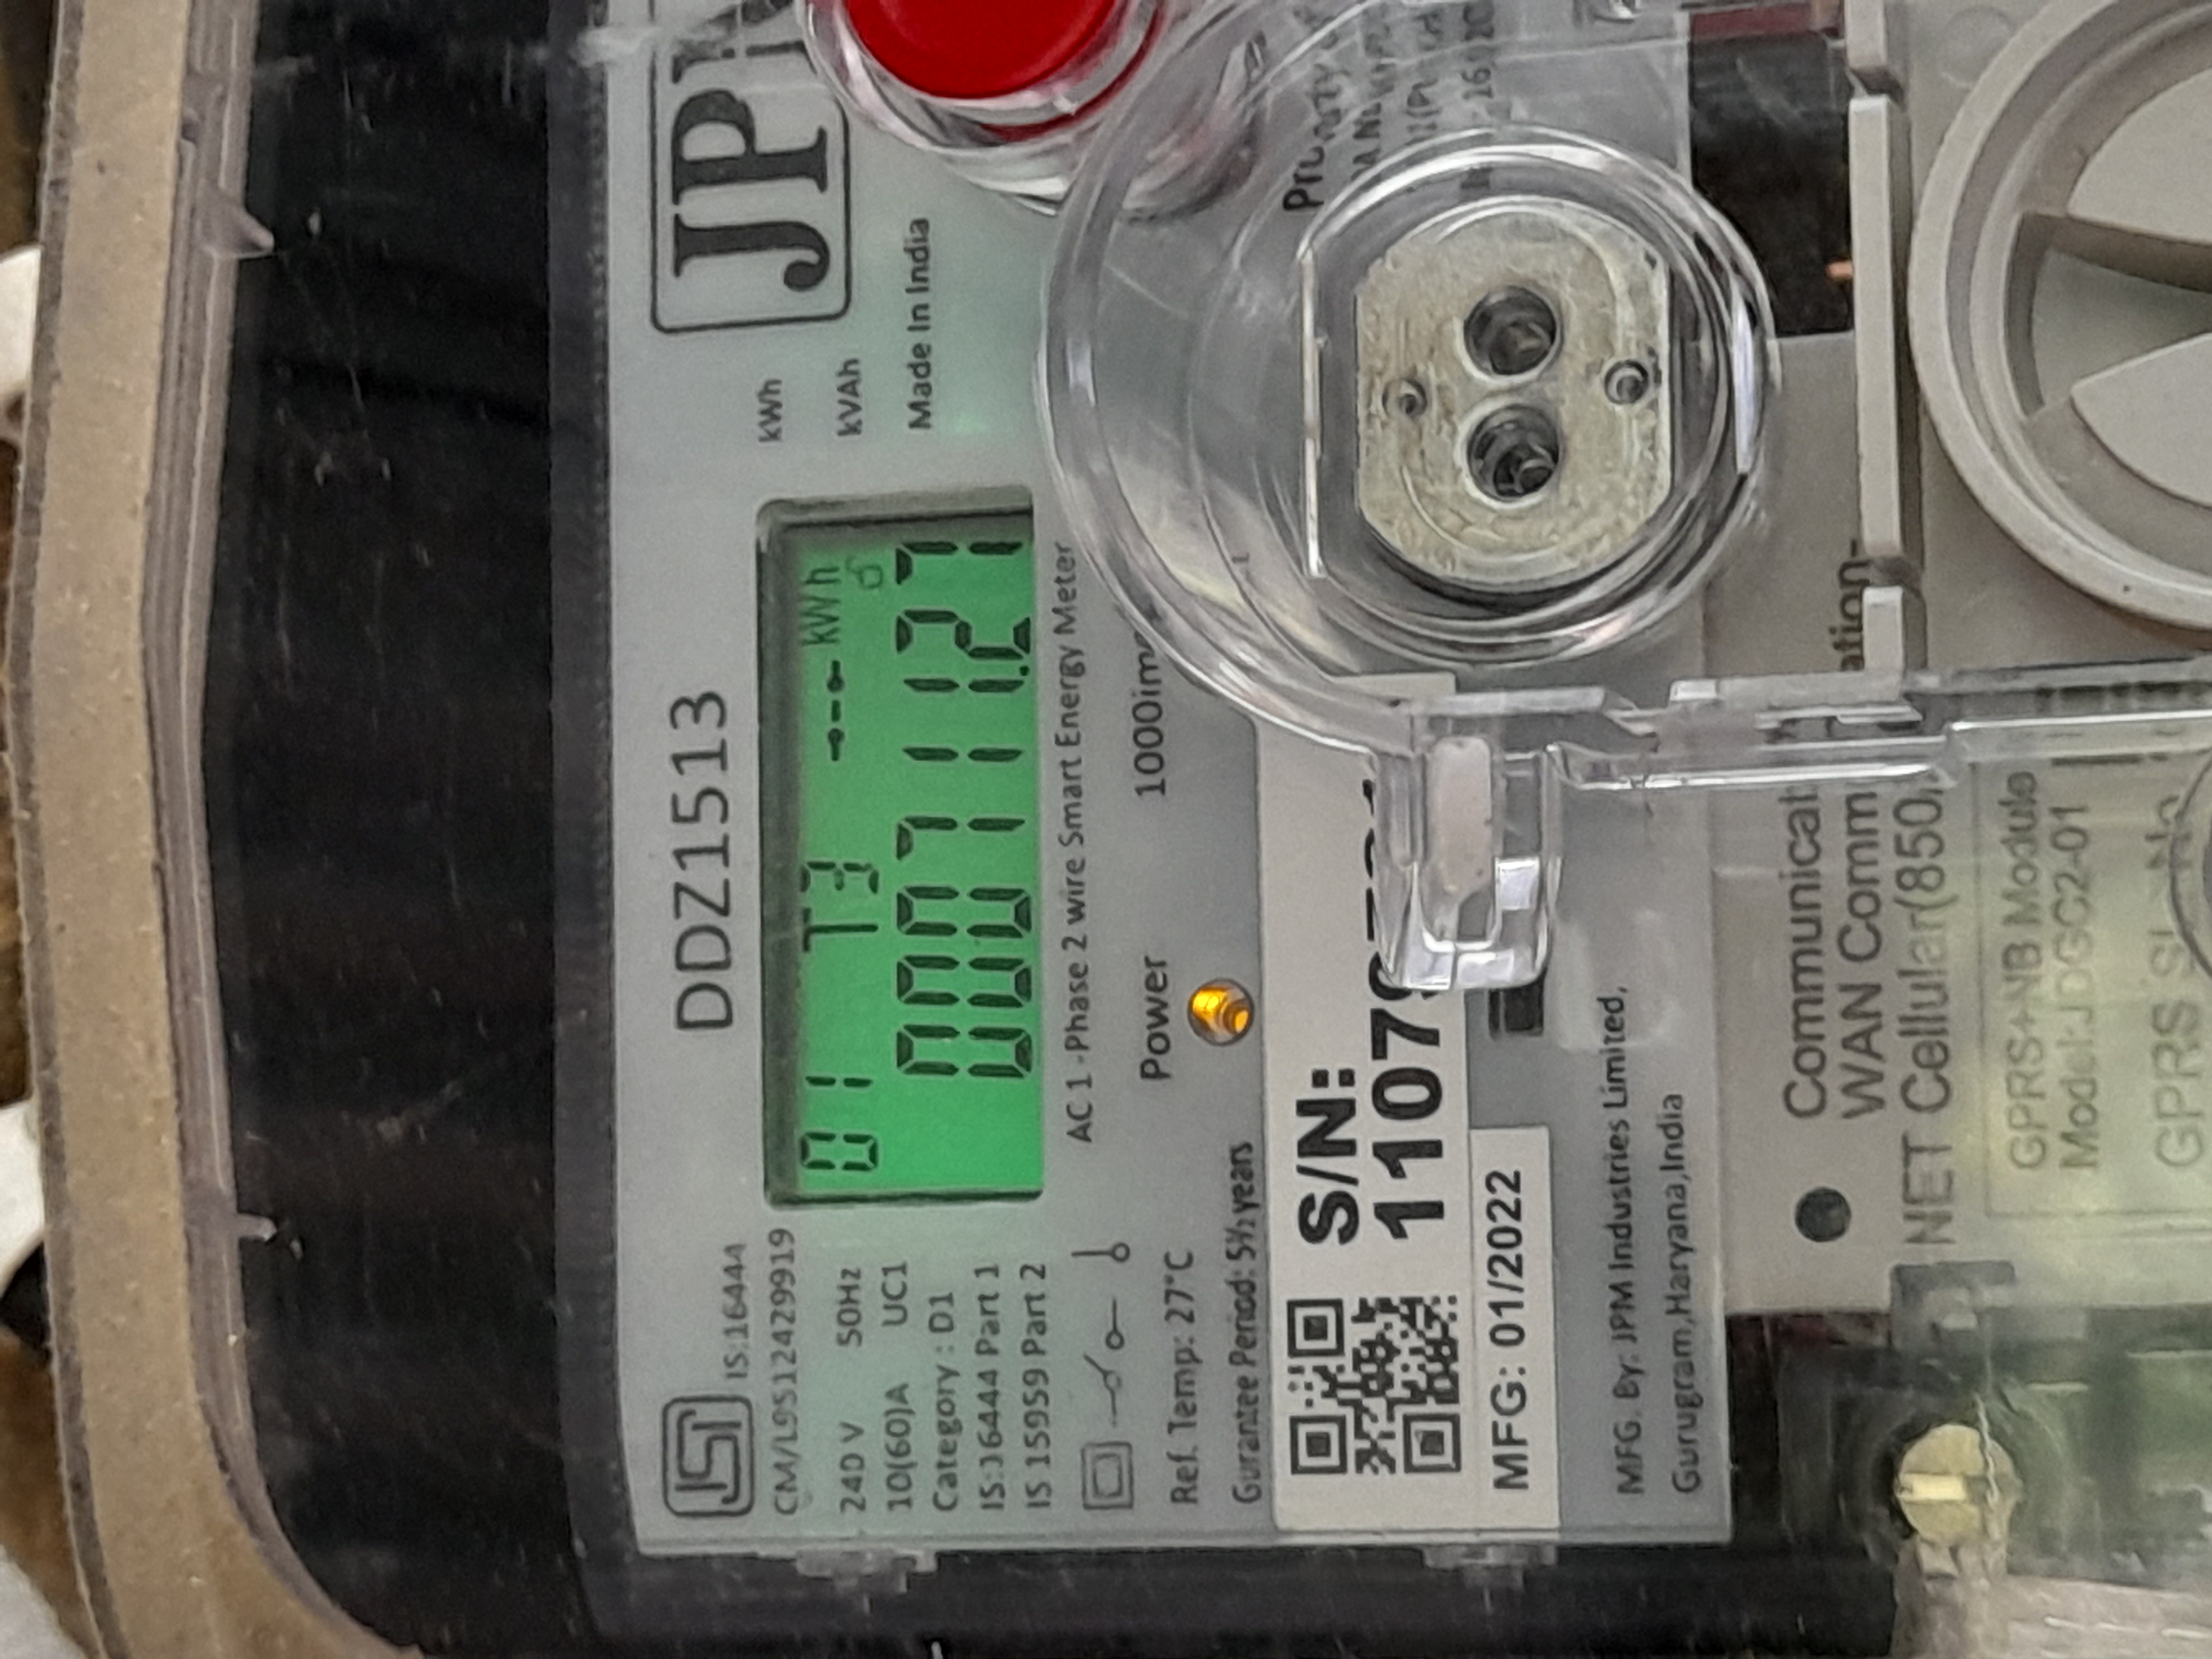 IS:16444
CM/L9512429919
DDZ1513
JP
240 V 50Hz
10(60)A UC1
Category : D1
IS:16444 Part 1
IS 15959 Part 2
01 T3 kWh
0007111.27
kWh
kVAh
Made In India
AC 1 -Phase 2 wire Smart Energy Meter
Ref. Temp: 27°C
Power
Gurantee Period: 5½ years
S/N:
MFG: 01/2022
MFG. By: JPM Industries Limited,
Gurugram,Haryana,India
WAN Comm
NET Cellular(850
GPRS+NB Module
Model:JDGC2-01
GPRS